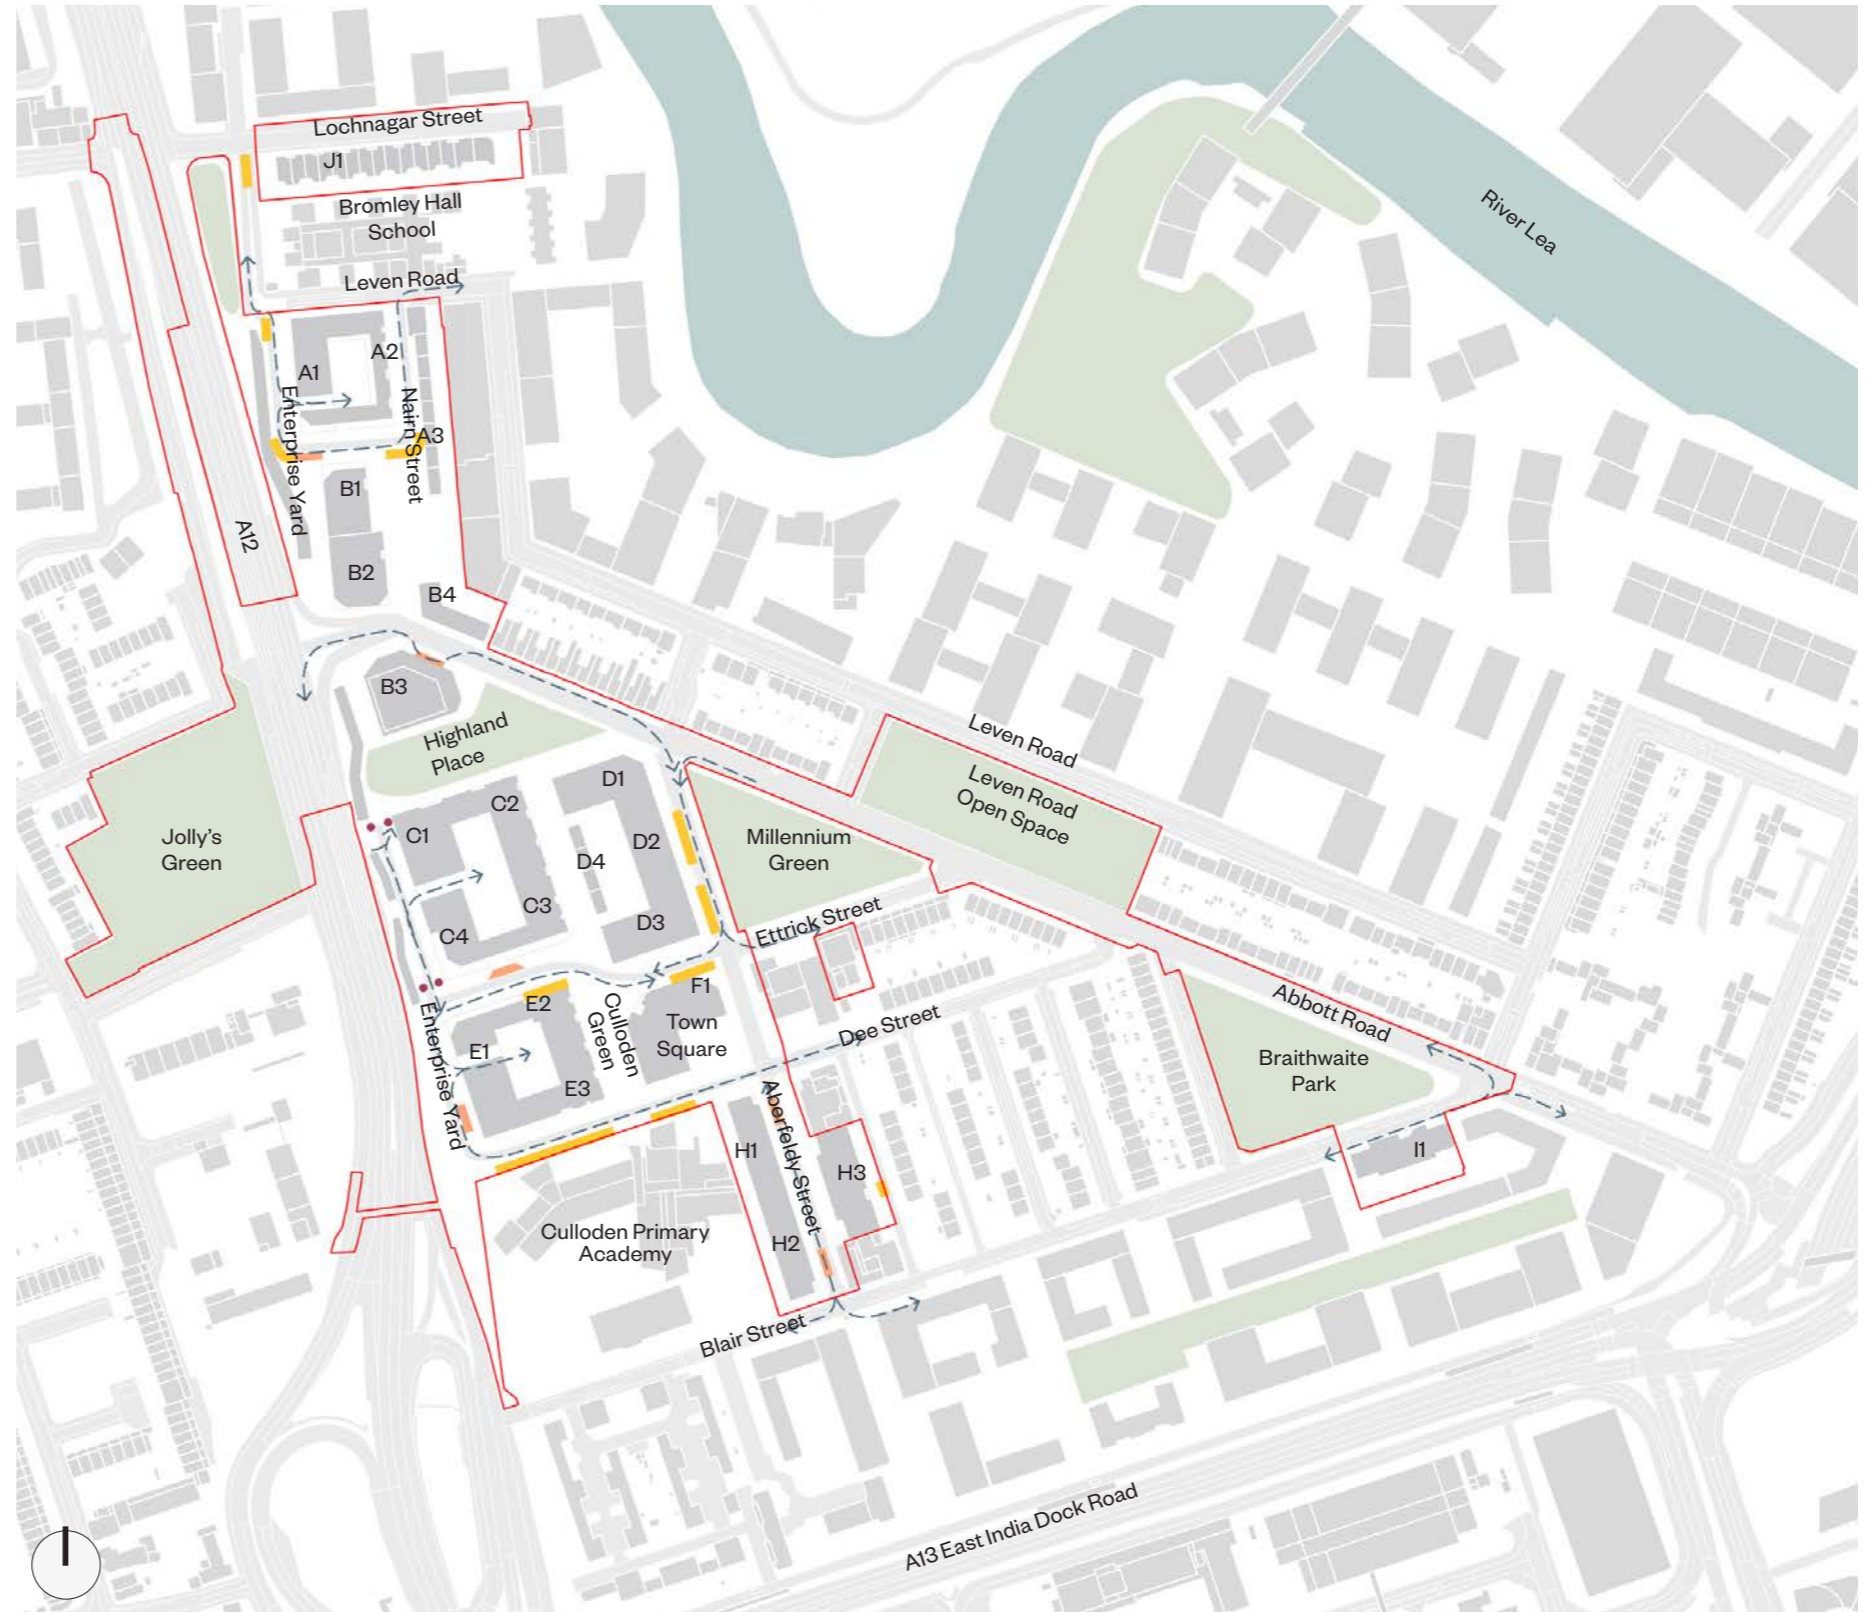 Lochnagar Street
J1
Bromley Hall
School
River Lea
Leven Road
A1
A2
Enterprise Yard
Nairn Street
A3
B1
A12
B2
B4
B3
Highland
Place
Leven Road
Leven Road
Open Space
D1
C2
C1
D2
D4
Jolly's
Green
Millennium
Green
C3
C4
D3
Ettrick Street
E2
F1
Culloden
Green
Town
Square
Dee Street
Abbott Road
Enterprise Yard
E1
E3
Braithwaite
Park
Aberfeldy Street
H1
H3
I1
Culloden Primary
Academy
H2
Blair Street
A13 East India Dock Road